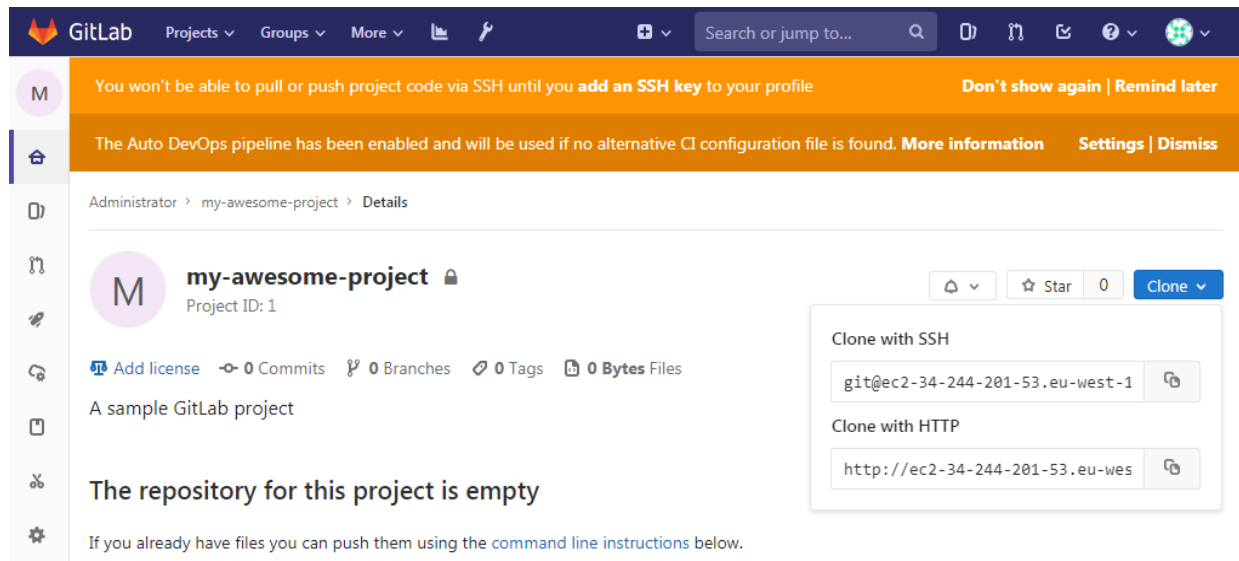 GitLab Projects Groups More Search or jump to...
M
You won't be able to pull or push project code via SSH until you add an SSH key to your profile Don't show again | Remind later
The Auto DevOps pipeline has been enabled and will be used if no alternative CI configuration file is found. More information Settings | Dismiss
Administrator > my-awesome-project > Details
M
my-awesome-project
Project ID: 1
Star 0 Clone
Clone with SSH
git@ec2-34-244-201-53.eu-west-1
Clone with HTTP
http://ec2-34-244-201-53.eu-wes
Add license 0 Commits 0 Branches 0 Tags 0 Bytes Files
A sample GitLab project
The repository for this project is empty
If you already have files you can push them using the command line instructions below.